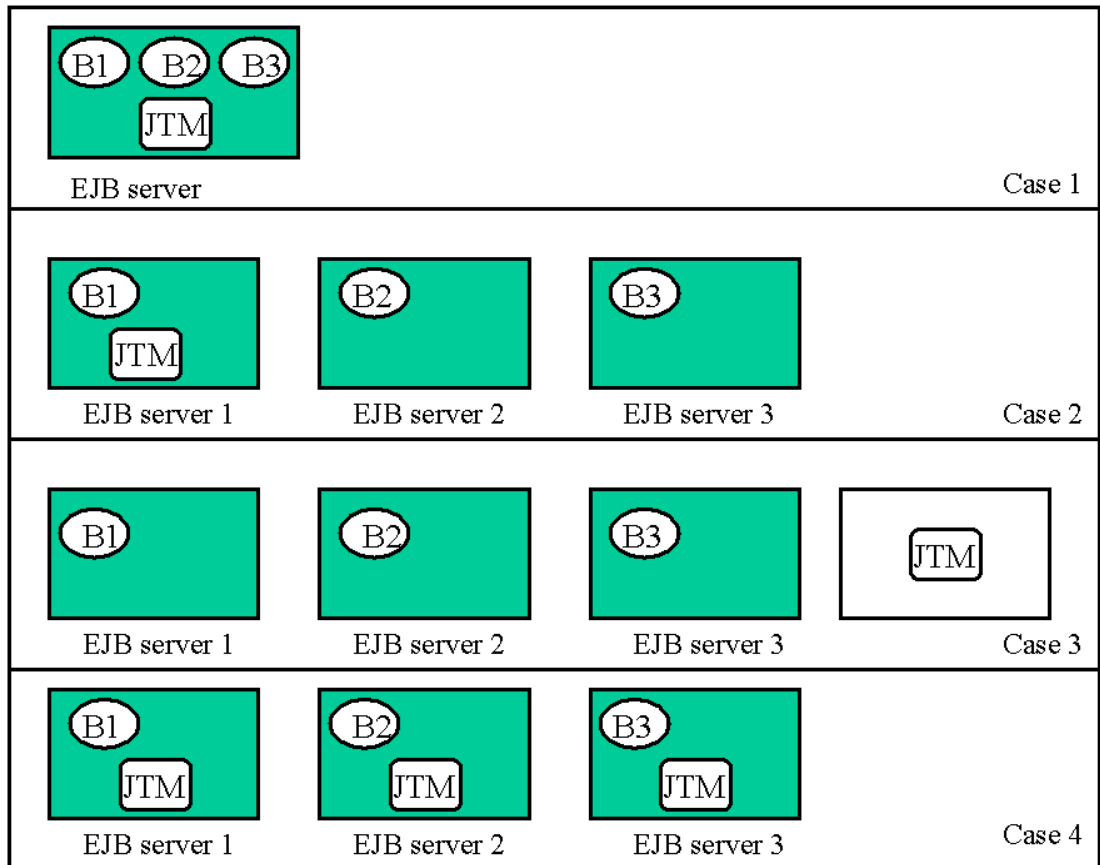 B1 B2 B3
JTM
EJB server
Case 1
B1 B2 B3
JTM
EJB server 1 EJB server 2 EJB server 3
Case 2
B1 B2 B3 JTM
EJB server 1 EJB server 2 EJB server 3
Case 3
B1 B2 B3
JTM JTM JTM
EJB server 1 EJB server 2 EJB server 3
Case 4